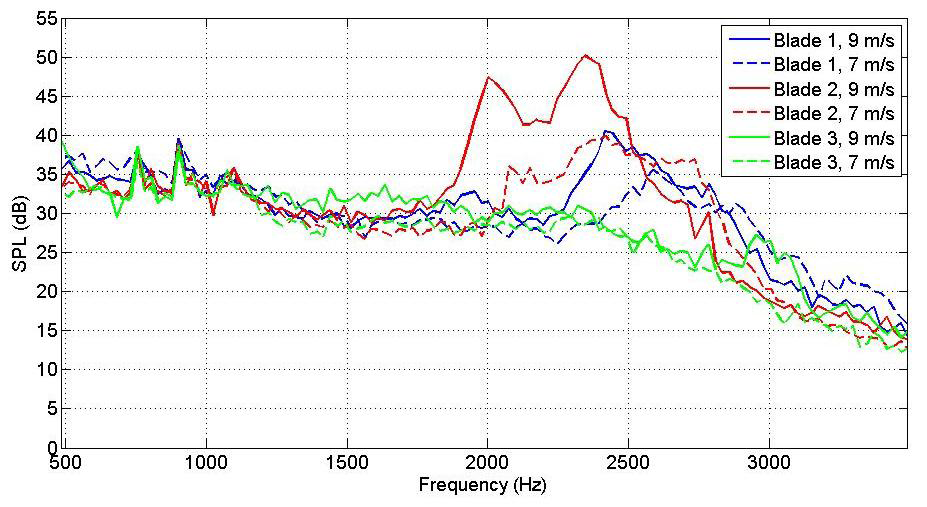 55
50
45
40
35
30
25
20
15
10
5
0
SPL (dB)
500 1000 1500 2000 2500 3000
Frequency (Hz)
Blade 1, 9 m/s
Blade 1, 7 m/s
Blade 2, 9 m/s
Blade 2, 7 m/s
Blade 3, 9 m/s
Blade 3, 7 m/s